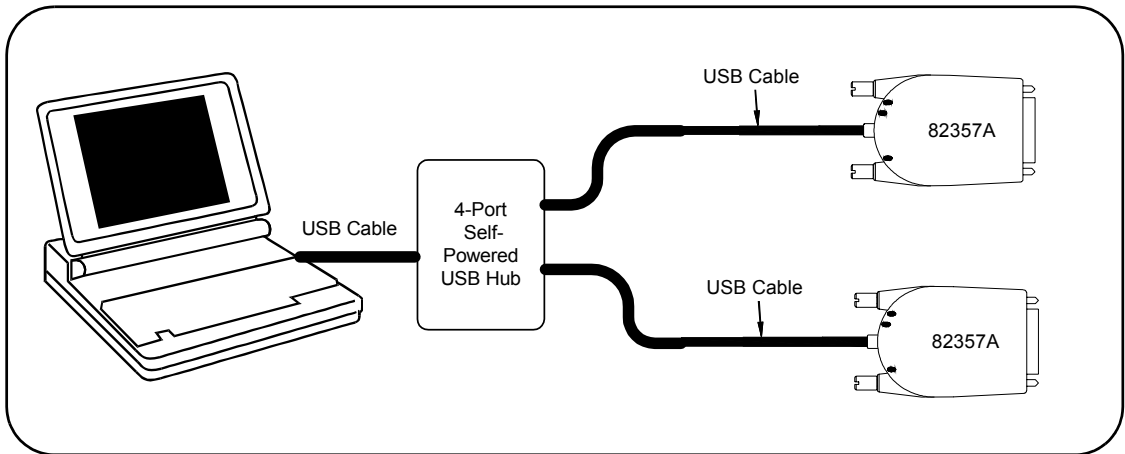 USB Cable
82357A
4-Port
Self-
Powered
USB Hub
USB Cable
USB Cable
82357A